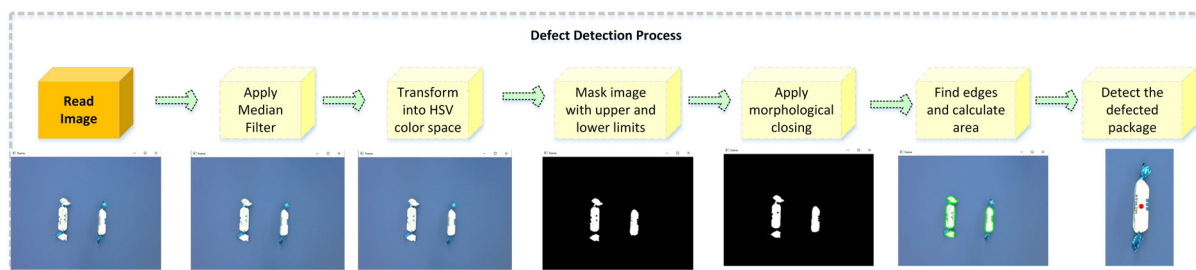 Defect Detection Process
Read
Image
Apply
Median
Filter
Transform
into HSV
color space
Mask image
with upper and
lower limits
Apply
morphological
closing
Find edges
and calculate
area
Detect the
defected
package